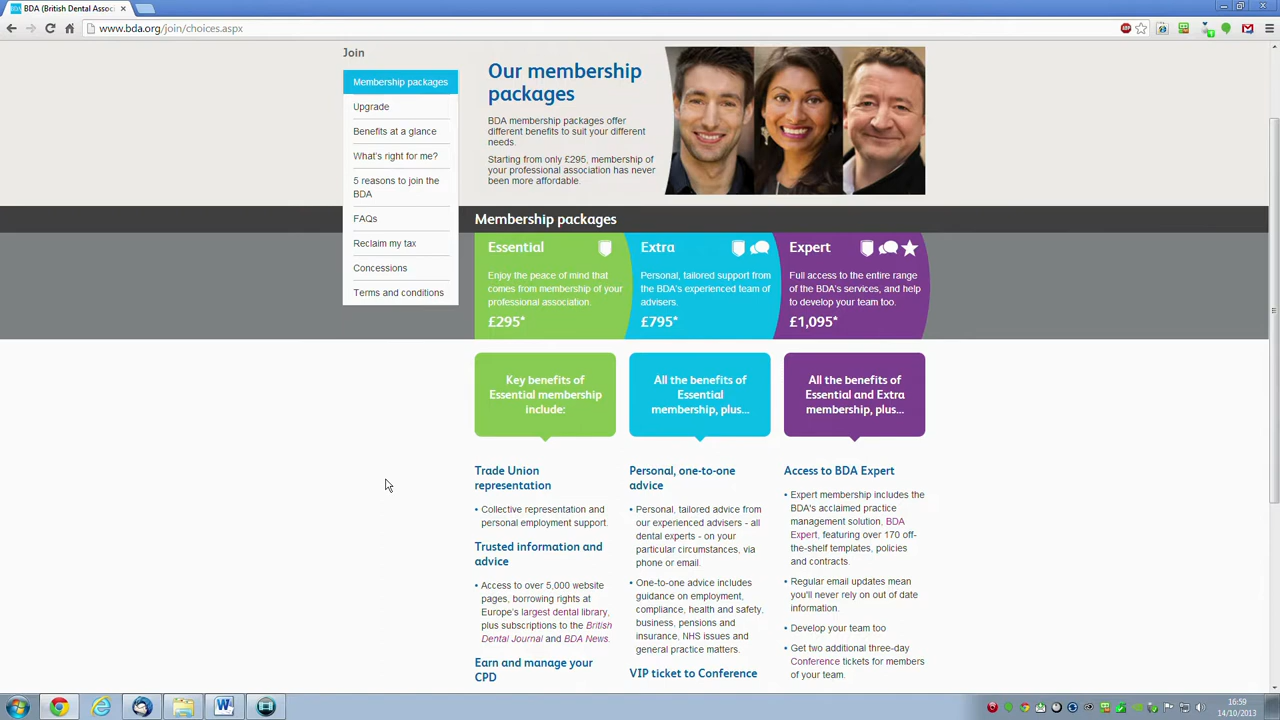 BDA (British Dental Assoc
www.bda.org/join/choices.aspx
Join
Membership packages
Upgrade
Benefits at a glance
What's right for me?
5 reasons to join the
BDA
FAQs
Reclaim my tax
Concessions
Terms and conditions
Our membership
packages
BDA membership packages offer
different benefits to suit your different
needs.
Starting from only £295, membership of
your professional association has never
been more affordable.
Membership packages
Essential
Enjoy the peace of mind that
comes from membership of your
professional association.
£295*
Extra
Personal, tailored support from
the BDA's experienced team of
advisers.
£795*
Expert
Full access to the entire range
of the BDA's services, and help
to develop your team too.
£1,095*
Key benefits of
Essential membership
include:
All the benefits of
Essential
membership, plus...
All the benefits of
Essential and Extra
membership, plus...
Trade Union
representation
• Collective representation and
personal employment support.
Trusted information and
advice
• Access to over 5,000 website
pages, borrowing rights at
Europe's largest dental library,
plus subscriptions to the British
Dental Journal and BDA News.
Earn and manage your
CPD
Personal, one-to-one
advice
• Personal, tailored advice from
our experienced advisers - all
dental experts - on your
particular circumstances, via
phone or email.
• One-to-one advice includes
guidance on employment,
compliance, health and safety,
business, pensions and
insurance, NHS issues and
general practice matters.
VIP ticket to Conference
Access to BDA Expert
• Expert membership includes the
BDA's acclaimed practice
management solution, BDA
Expert, featuring over 170 off-
the-shelf templates, policies
and contracts.
• Regular email updates mean
you'll never rely on out of date
information.
• Develop your team too
• Get two additional three-day
Conference tickets for members
of your team.
16:59
14/10/2013